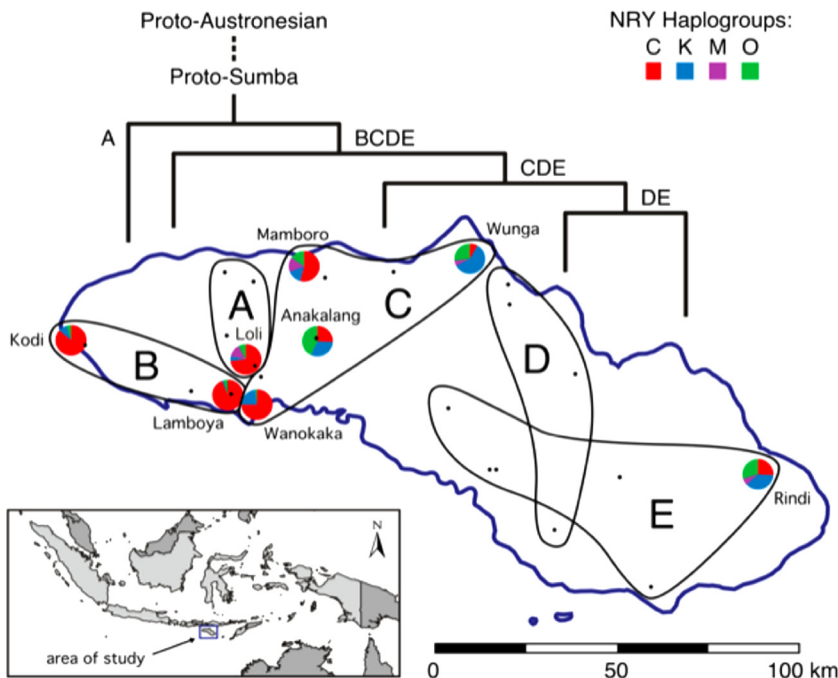 Proto-Austronesian
NRY Haplogroups:
C K M O
Proto-Sumba
A
BCDE
CDE
DE
Mamboro
Wunga
A
C
Anakalang
Loli
Kodi
B
D
Lamboya
Wanokaka
E
Rindi
N
area of study
0 50 100 km